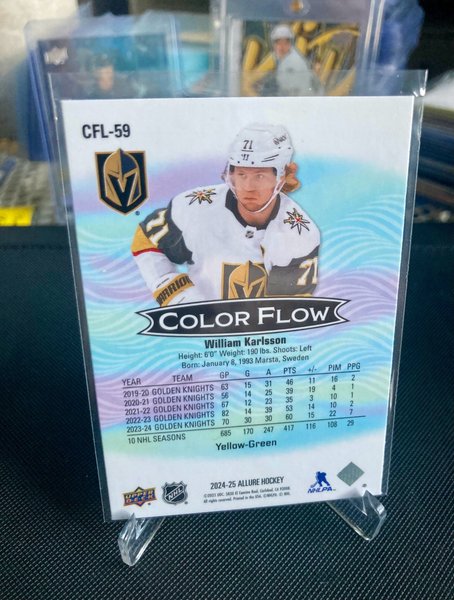 CFL-59
71
71
71
WARRIOR
COLOR FLOW
William Karlsson
Height: 6'0" Weight: 190 lbs. Shoots: Left
Born: January 8, 1993 Marsta, Sweden
YEAR TEAM GP G A PTS +/- PIM PPG
2019-20 GOLDEN KNIGHTS 63 15 31 46 11 16 2
2020-21 GOLDEN KNIGHTS 56 14 25 39 19 4 1
2021-22 GOLDEN KNIGHTS 67 12 23 35 3 10 1
2022-23 GOLDEN KNIGHTS 82 14 39 53 14 10 2
2023-24 GOLDEN KNIGHTS 70 30 30 60 15 22 7
10 NHL SEASONS 685 170 247 417 116 108 29
Yellow-Green
2024-25 ALLURE HOCKEY
UPPER DECK
NHL
NHLPA